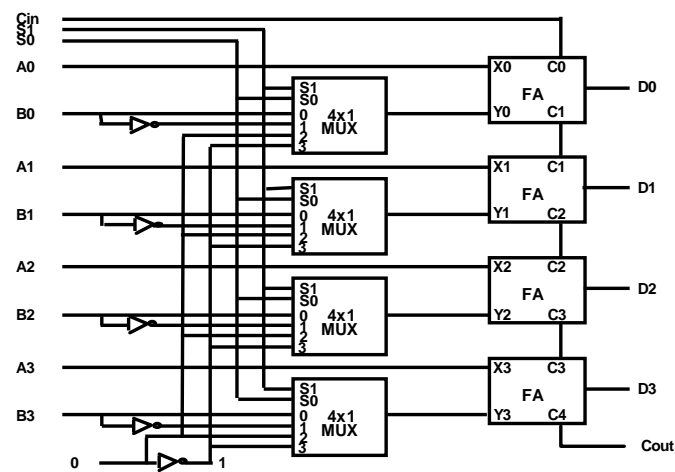 Cin
S1
S0
A0
X0 C0
S1
S0
FA
D0
B0
0
4x1
Y0 C1
1
MUX
2
3
A1
X1 C1
S1
S0
FA
D1
B1
0
4x1
Y1 C2
1
MUX
2
3
A2
X2 C2
S1
S0
FA
D2
B2
0
4x1
Y2 C3
1
MUX
2
3
A3
X3 C3
S1
S0
FA
D3
B3
0
4x1
Y3 C4
1
MUX
2
3
Cout
0 1